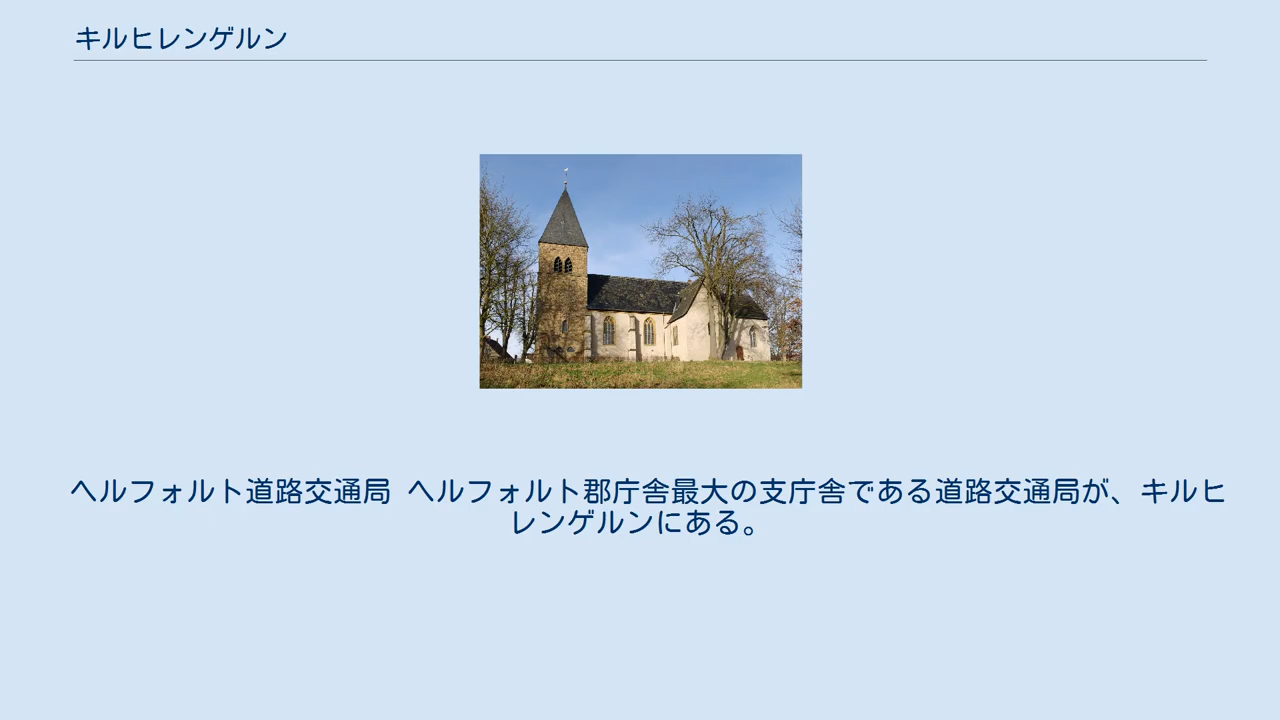 キルヒレンゲルン
ヘルフォルト道路交通局 ヘルフォルト郡庁舎最大の支庁舎である道路交通局が、キルヒ
レンゲルンにある。